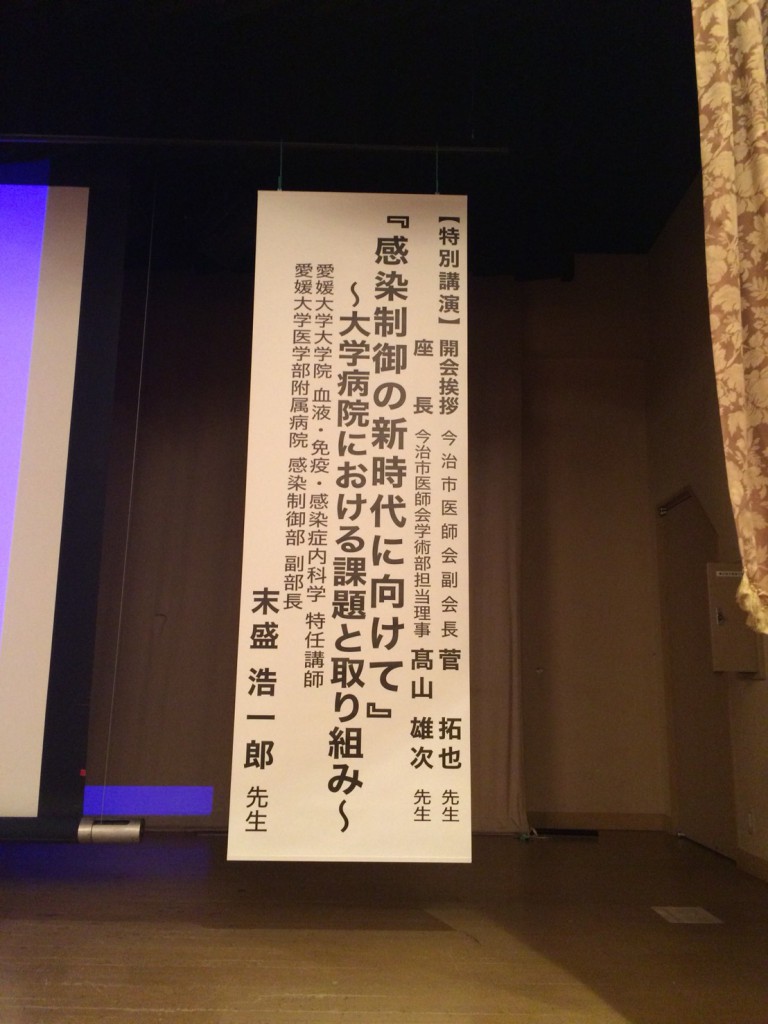 【特別講演】開会挨拶 今治市医師会副会長 菅 拓也 先生
座長 今治市医師会学術部担当理事 髙山 雄次 先生
『感染制御の新時代に向けて』
～大学病院における課題と取り組み～
愛媛大学大学院 血液・免疫・感染症内科学 特任講師
愛媛大学医学部附属病院 感染制御部 副部長
末盛 浩一郎 先生